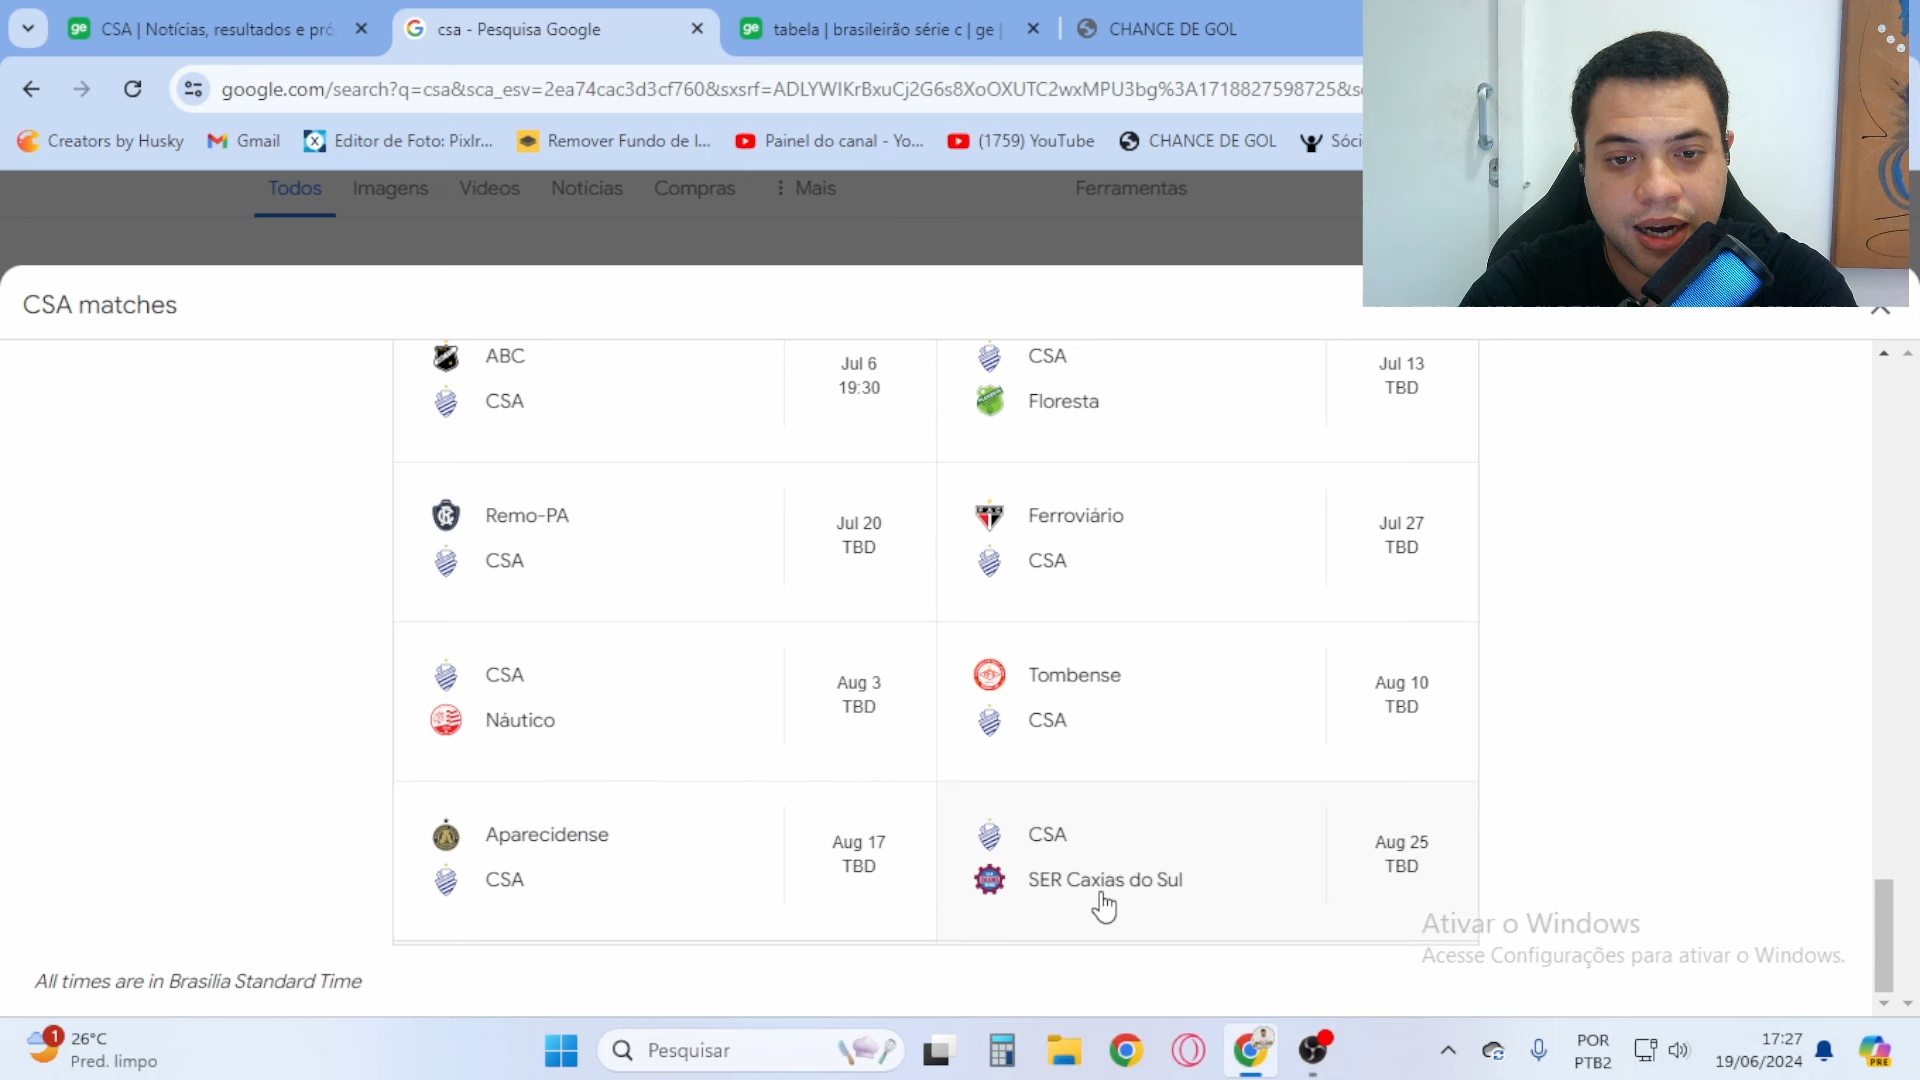 CSA | Notícias, resultados e pró
csa - Pesquisa Google
tabela | brasileirão série c | ge |
CHANCE DE GOL
google.com/search?q=csa&sca_esv=2ea74cac3d3cf760&sxsrf=ADLYWIKrBxuCj2G6s8XoOXUTC2wxMPU3bg%3A1718827598725&s
Creators by Husky
Gmail
Editor de Foto: Pixlr...
Remover Fundo de I...
Painel do canal - Yo...
(1759) YouTube
CHANCE DE GOL
Sóci
Todos
Imagens
Vídeos
Notícias
Compras
Mais
Ferramentas
CSA matches
ABC
CSA
Jul 6
19:30
CSA
Floresta
Jul 13
TBD
Remo-PA
CSA
Jul 20
TBD
Ferroviário
CSA
Jul 27
TBD
CSA
Náutico
Aug 3
TBD
Tombense
CSA
Aug 10
TBD
Aparecidense
CSA
Aug 17
TBD
CSA
SER Caxias do Sul
Aug 25
TBD
Ativar o Windows
Acesse Configurações para ativar o Windows.
All times are in Brasilia Standard Time
1
26°C
Pred. limpo
Pesquisar
POR
PTB2
17:27
19/06/2024
PRE